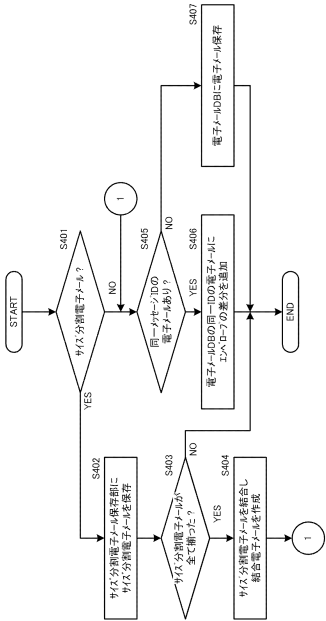 START
S401
サイズ分割電子メール?
YES
NO
1
S402
サイズ分割電子メール保存部に
サイズ分割電子メールを保存
S403
サイズ分割電子メールが
全て揃った?
NO
YES
S404
サイズ分割電子メールを結合し
結合電子メールを作成
1
S405
同一メッセージIDの
電子メールあり?
NO
YES
S406
電子メールDBの同一IDの電子メールに
エンベロープの差分を追加
S407
電子メールDBに電子メール保存
END